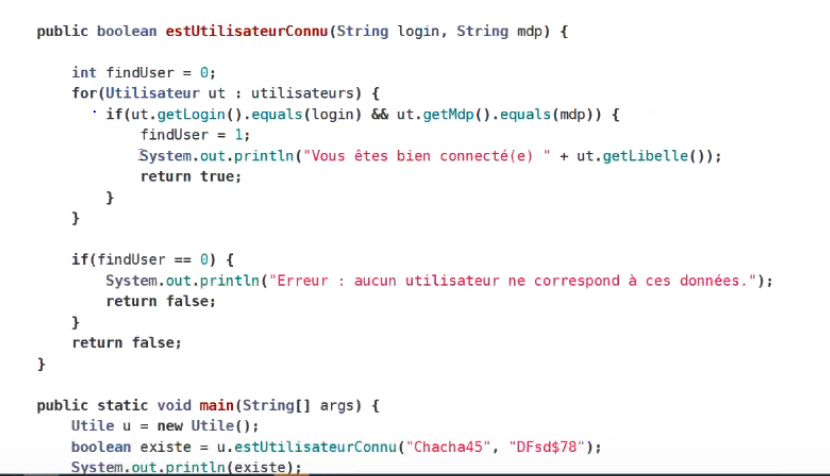 public boolean estUtilisateurConnu(String login, String mdp) {
int findUser = 0;
for(Utilisateur ut : utilisateurs) {
if(ut.getLogin().equals(login) && ut.getMdp().equals(mdp)) {
findUser = 1;
System.out.println("Vous êtes bien connecté(e) " + ut.getLibelle());
return true;
}
}
if(findUser == 0) {
System.out.println("Erreur : aucun utilisateur ne correspond à ces données.");
return false;
}
return false;
}
public static void main(String[] args) {
Utile u = new Utile();
boolean existe = u.estUtilisateurConnu("Chacha45", "DFsd$78");
System.out.println(existe);